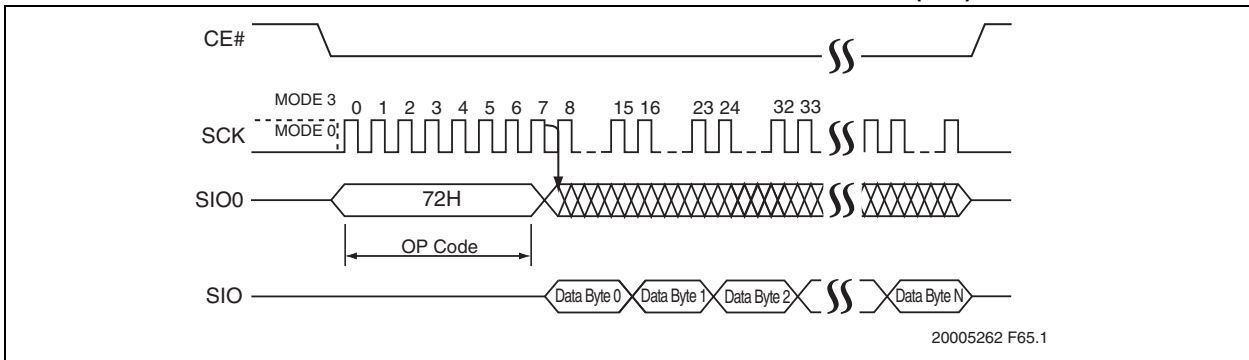 CE#
MODE 3
0 1 2 3 4 5 6 7 8 15 16 23 24 32 33
SCK
MODE 0
SIO0
72H
OP Code
SIO
Data Byte 0
Data Byte 1
Data Byte 2
Data Byte N
20005262 F65.1